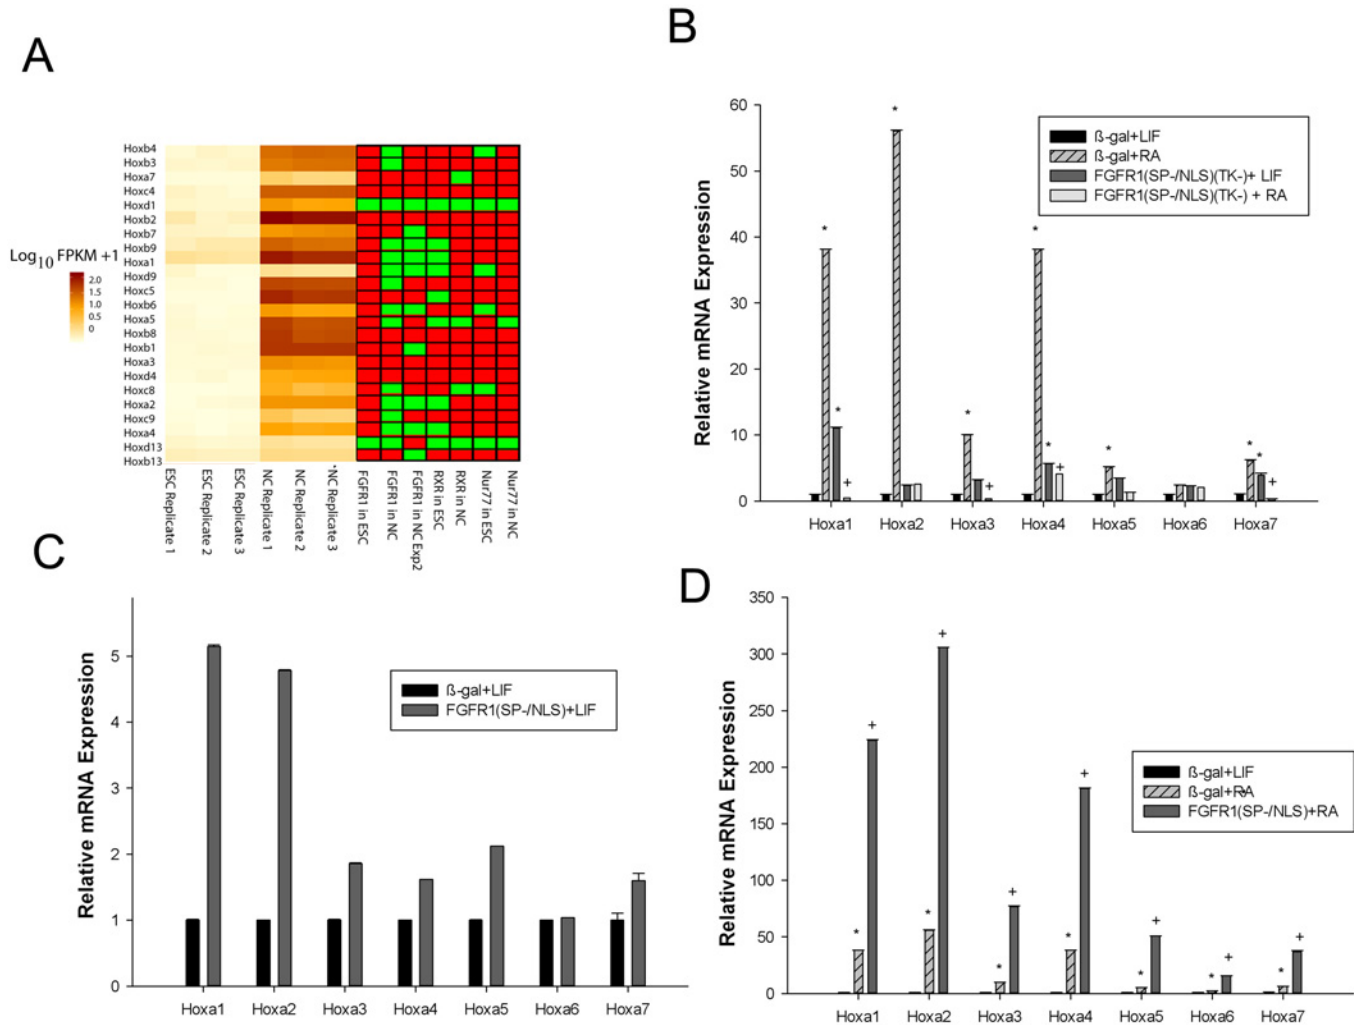 A
Hoxb4
Hoxb3
Hoxa7
Hoxc4
Hoxd1
Hoxb2
Hoxb7
Hoxb9
Hoxa1
Hoxd9
Hoxc5
Hoxb6
Hoxa5
Hoxb8
Hoxb1
Hoxa3
Hoxd4
Hoxc8
Hoxa2
Hoxc9
Hoxa4
Hoxd13
Hoxb13
Log10 FPKM +1
2.0
1.5
1.0
0.5
0
ESC Replicate 1
ESC Replicate 2
ESC Replicate 3
NC Replicate 1
NC Replicate 2
*NC Replicate 3
FGFR1 in ESC
FGFR1 in NC
FGFR1 in NC Exp2
RXR in ESC
RXR in NC
Nur77 in ESC
Nur77 in NC
B
Relative mRNA Expression
60
50
40
30
20
10
0
ß-gal+LIF
ß-gal+RA
FGFR1(SP-/NLS)(TK-)+ LIF
FGFR1(SP-/NLS)(TK-) + RA
* * * + * * * + * * * * +
Hoxa1 Hoxa2 Hoxa3 Hoxa4 Hoxa5 Hoxa6 Hoxa7
C
Relative mRNA Expression
5
4
3
2
1
0
ß-gal+LIF
FGFR1(SP-/NLS)+LIF
Hoxa1 Hoxa2 Hoxa3 Hoxa4 Hoxa5 Hoxa6 Hoxa7
D
Relative mRNA Expression
350
300
250
200
150
100
50
0
ß-gal+LIF
ß-gal+RA
FGFR1(SP-/NLS)+RA
* + * + * + * + * + * + * +
Hoxa1 Hoxa2 Hoxa3 Hoxa4 Hoxa5 Hoxa6 Hoxa7